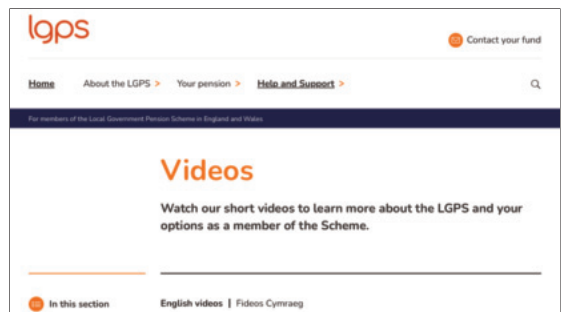 lgps
Contact your fund
Home About the LGPS > Your pension > Help and Support >
For members of the Local Government Pension Scheme in England and Wales
Videos
Watch our short videos to learn more about the LGPS and your
options as a member of the Scheme.
In this section
English videos | Fideos Cymraeg